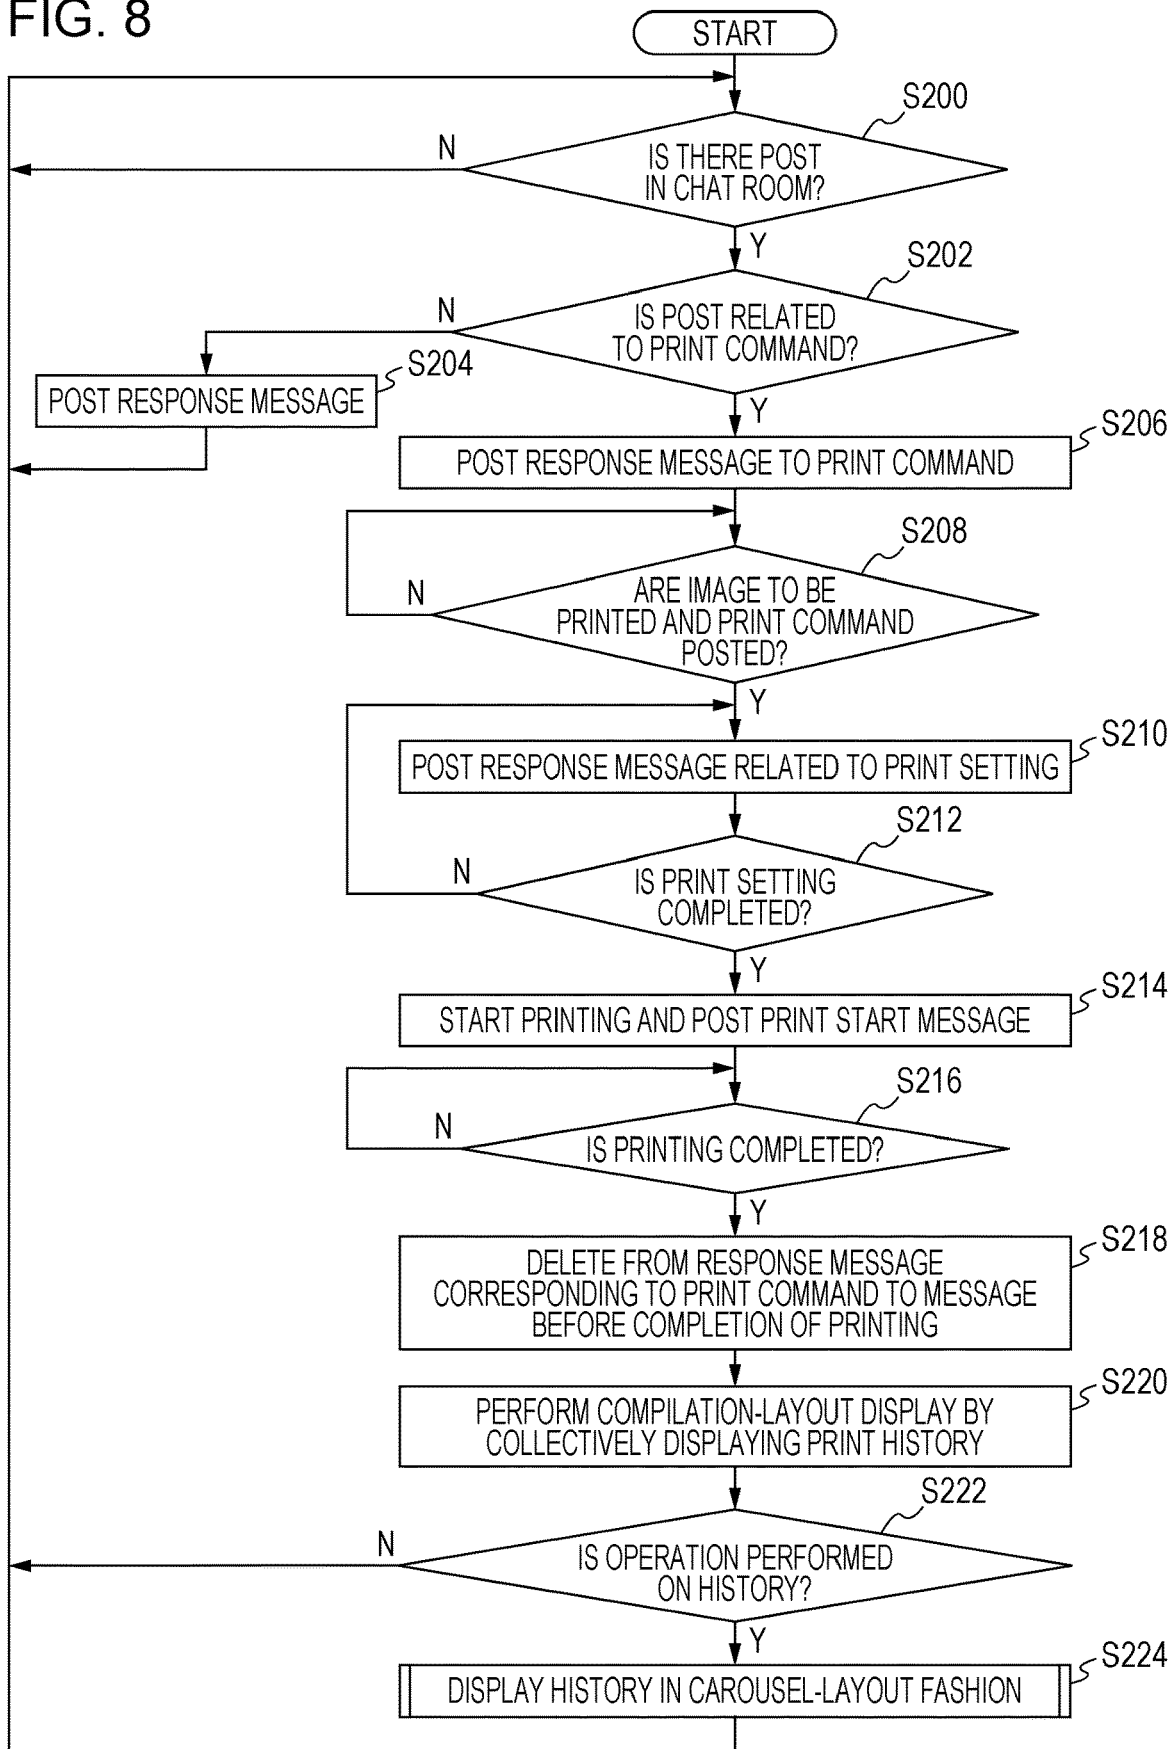 FIG. 8
START
S200
N
IS THERE POST
IN CHAT ROOM?
Y
S202
N
IS POST RELATED
TO PRINT COMMAND?
S204
POST RESPONSE MESSAGE
Y
S206
POST RESPONSE MESSAGE TO PRINT COMMAND
S208
N
ARE IMAGE TO BE
PRINTED AND PRINT COMMAND
POSTED?
Y
S210
POST RESPONSE MESSAGE RELATED TO PRINT SETTING
S212
N
IS PRINT SETTING
COMPLETED?
Y
S214
START PRINTING AND POST PRINT START MESSAGE
S216
N
IS PRINTING COMPLETED?
Y
S218
DELETE FROM RESPONSE MESSAGE
CORRESPONDING TO PRINT COMMAND TO MESSAGE
BEFORE COMPLETION OF PRINTING
S220
PERFORM COMPILATION-LAYOUT DISPLAY BY
COLLECTIVELY DISPLAYING PRINT HISTORY
S222
N
IS OPERATION PERFORMED
ON HISTORY?
Y
S224
DISPLAY HISTORY IN CAROUSEL-LAYOUT FASHION